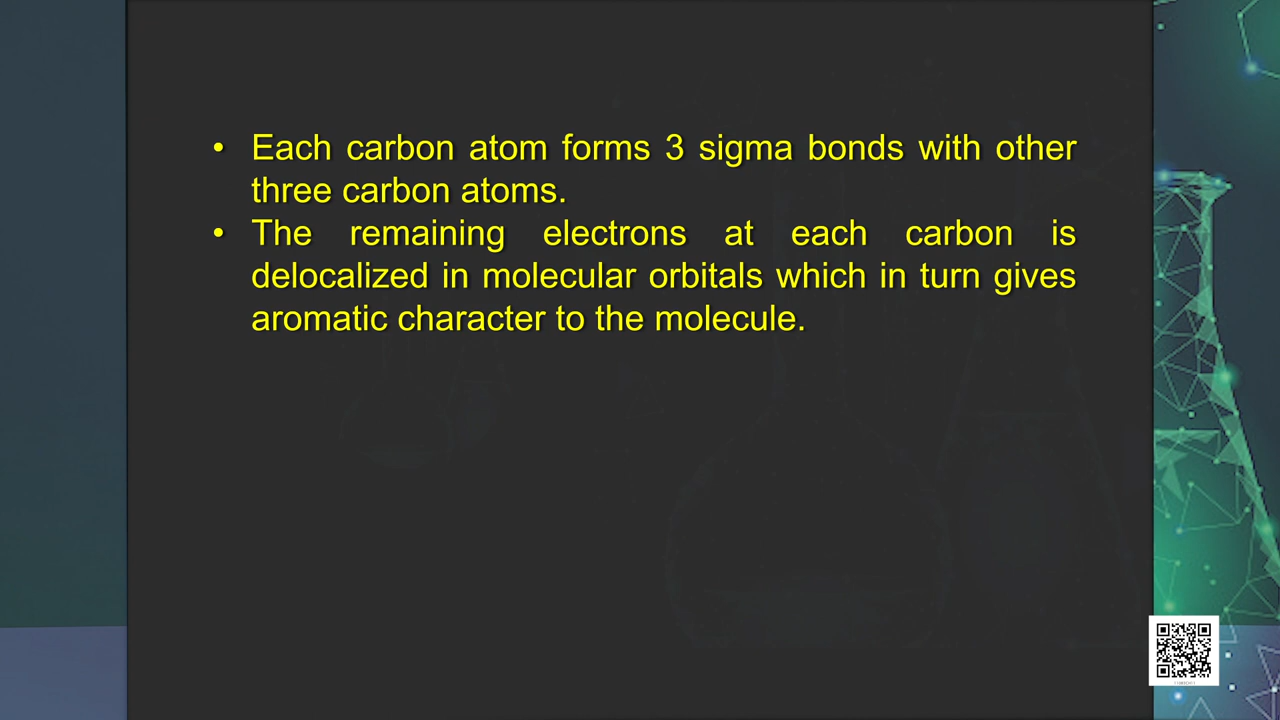 • Each carbon atom forms 3 sigma bonds with other
three carbon atoms.
• The remaining electrons at each carbon is
delocalized in molecular orbitals which in turn gives
aromatic character to the molecule.